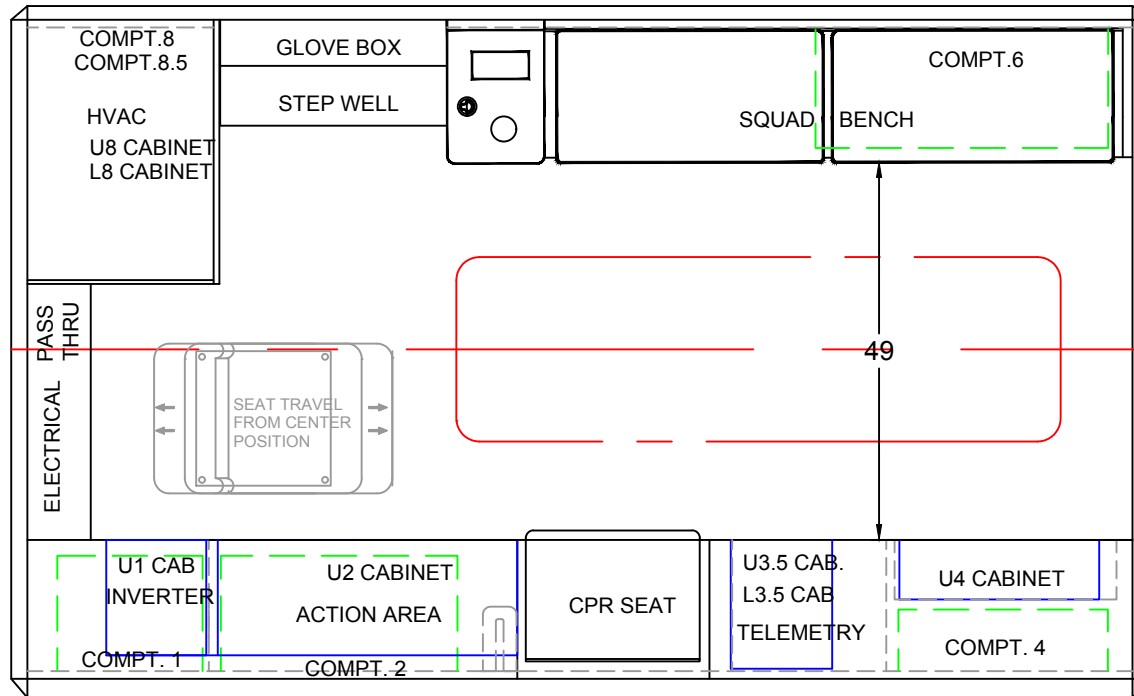 COMPT.8
COMPT.8.5
HVAC
U8 CABINET
L8 CABINET
GLOVE BOX
STEP WELL
COMPT.6
SQUAD BENCH
PASS
THRU
ELECTRICAL
49
SEAT TRAVEL
FROM CENTER
POSITION
U1 CAB
INVERTER
COMPT. 1
U2 CABINET
ACTION AREA
COMPT. 2
CPR SEAT
U3.5 CAB.
L3.5 CAB
TELEMETRY
U4 CABINET
COMPT. 4